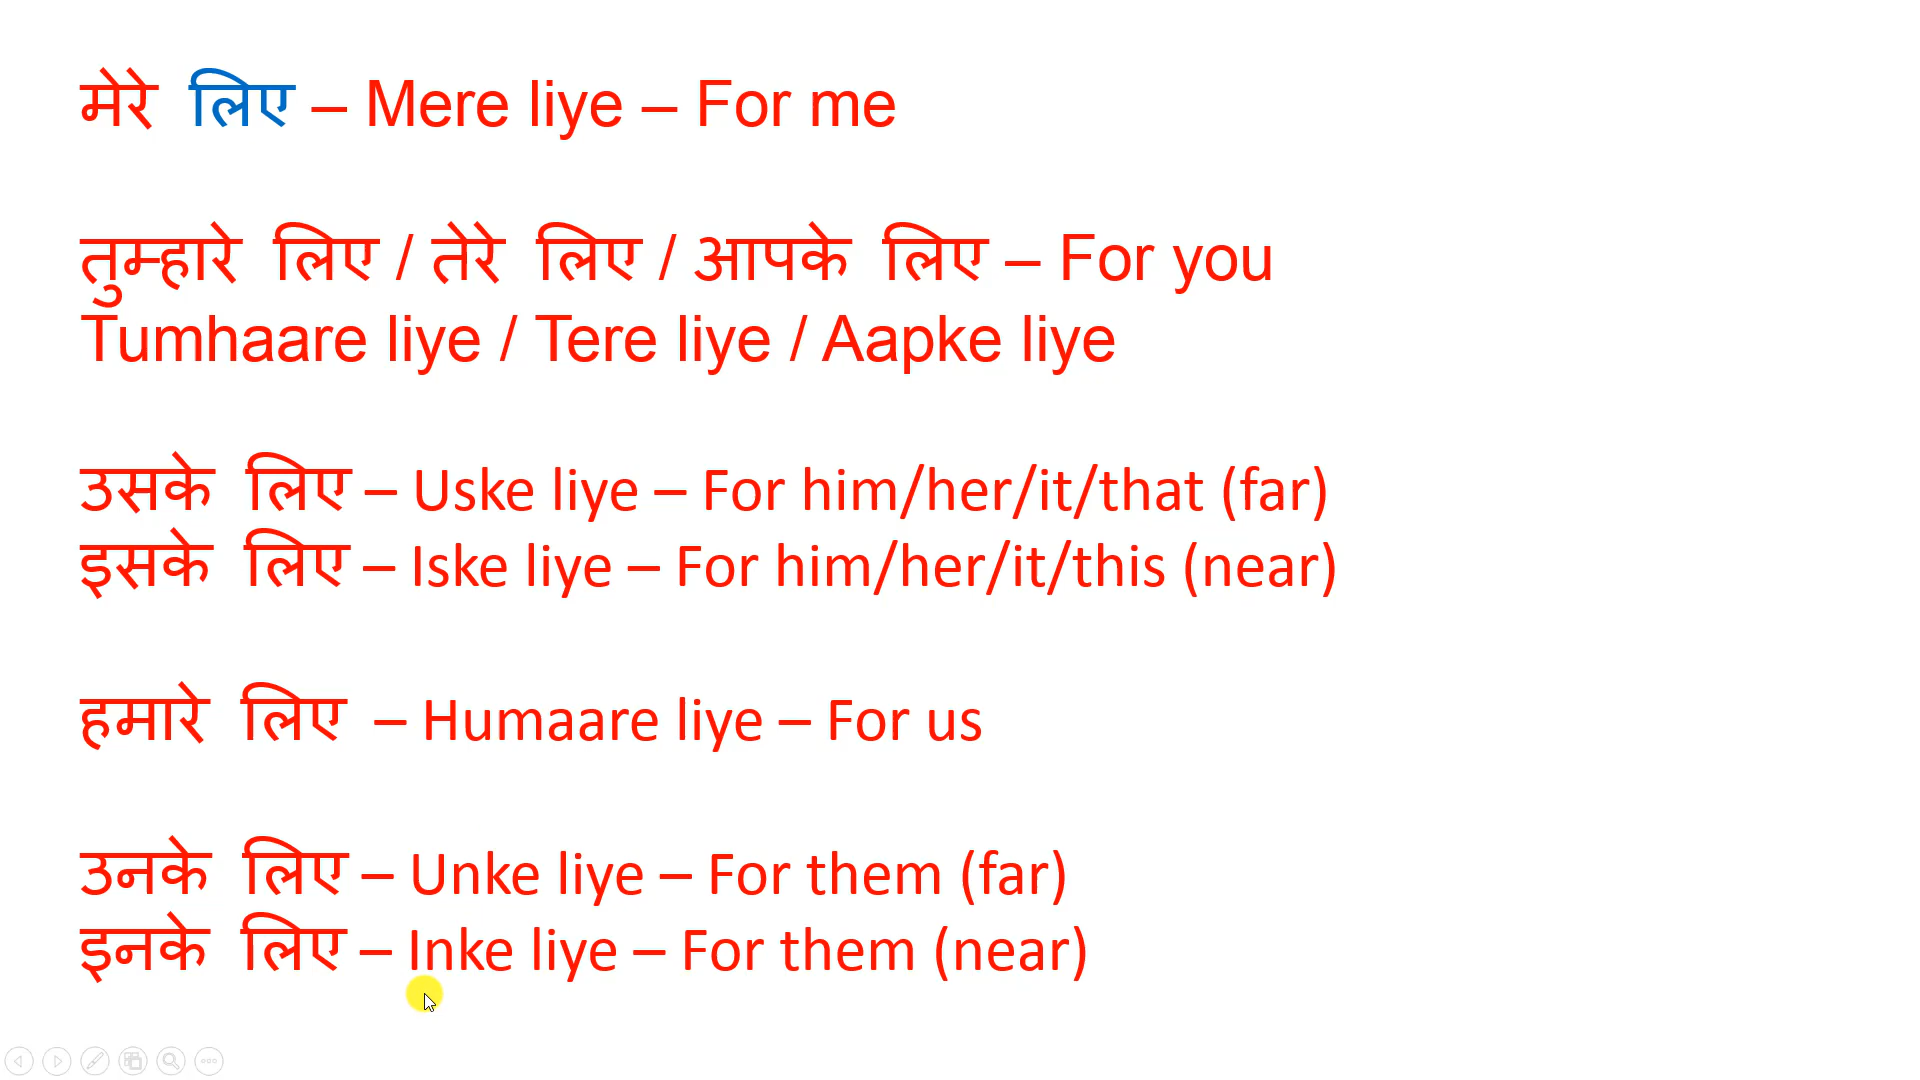 मेरे लिए – Mere liye – For me
तुम्हारे लिए / तेरे लिए / आपके लिए – For you
Tumhaare liye / Tere liye / Aapke liye
उसके लिए – Uske liye – For him/her/it/that (far)
इसके लिए – Iske liye – For him/her/it/this (near)
हमारे लिए – Humaare liye – For us
उनके लिए – Unke liye – For them (far)
इनके लिए – Inke liye – For them (near)